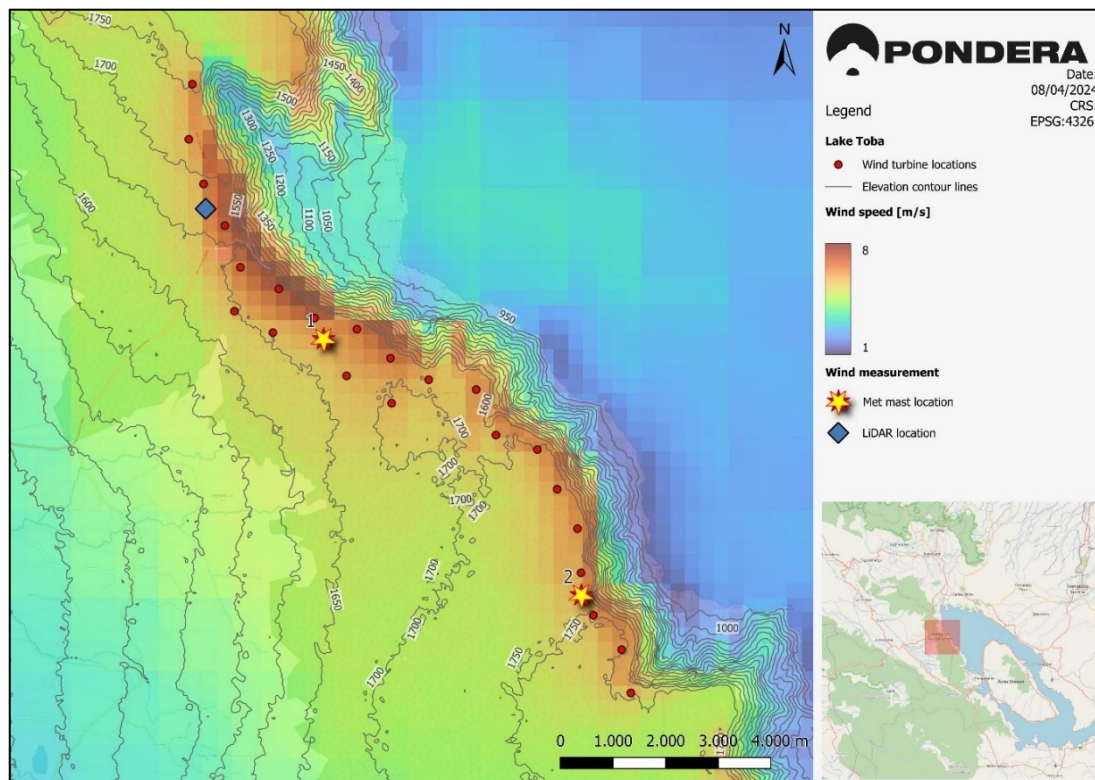 1750
1700
1450
1400
1500
1300
1150
1250
1200
1600
1550
1350
1100
1050
950
1
1600
1700
1700
1700
1700
1650
1700
2
1750
1700
1000
1750
1700
N
0 1.000 2.000 3.000 4.000 m
PONDERA
Date:
08/04/2024
CRS:
EPSG:4326
Legend
Lake Toba
Wind turbine locations
Elevation contour lines
Wind speed [m/s]
8
1
Wind measurement
Met mast location
LiDAR location